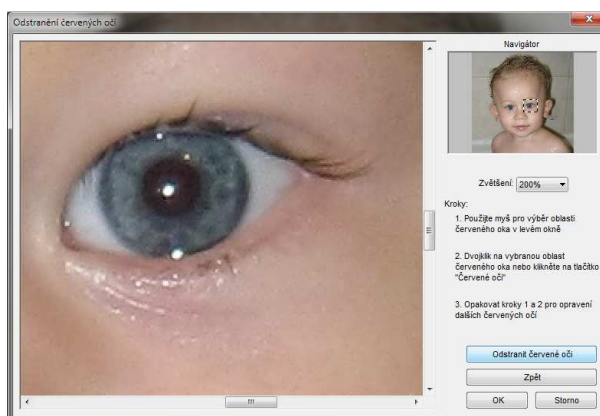 Odstranění červených očí
Navigátor
Zvětšení: 200%
Kroky:
1. Použijte myš pro výběr oblasti
červeného oka v levém okně
2. Dvojklik na vybranou oblast
červeného oka nebo klikněte na tlačítko
"Červené oči"
3. Opakovat kroky 1 a 2 pro opravení
dalších červených očí
Odstranit červené oči
Zpět
OK Storno